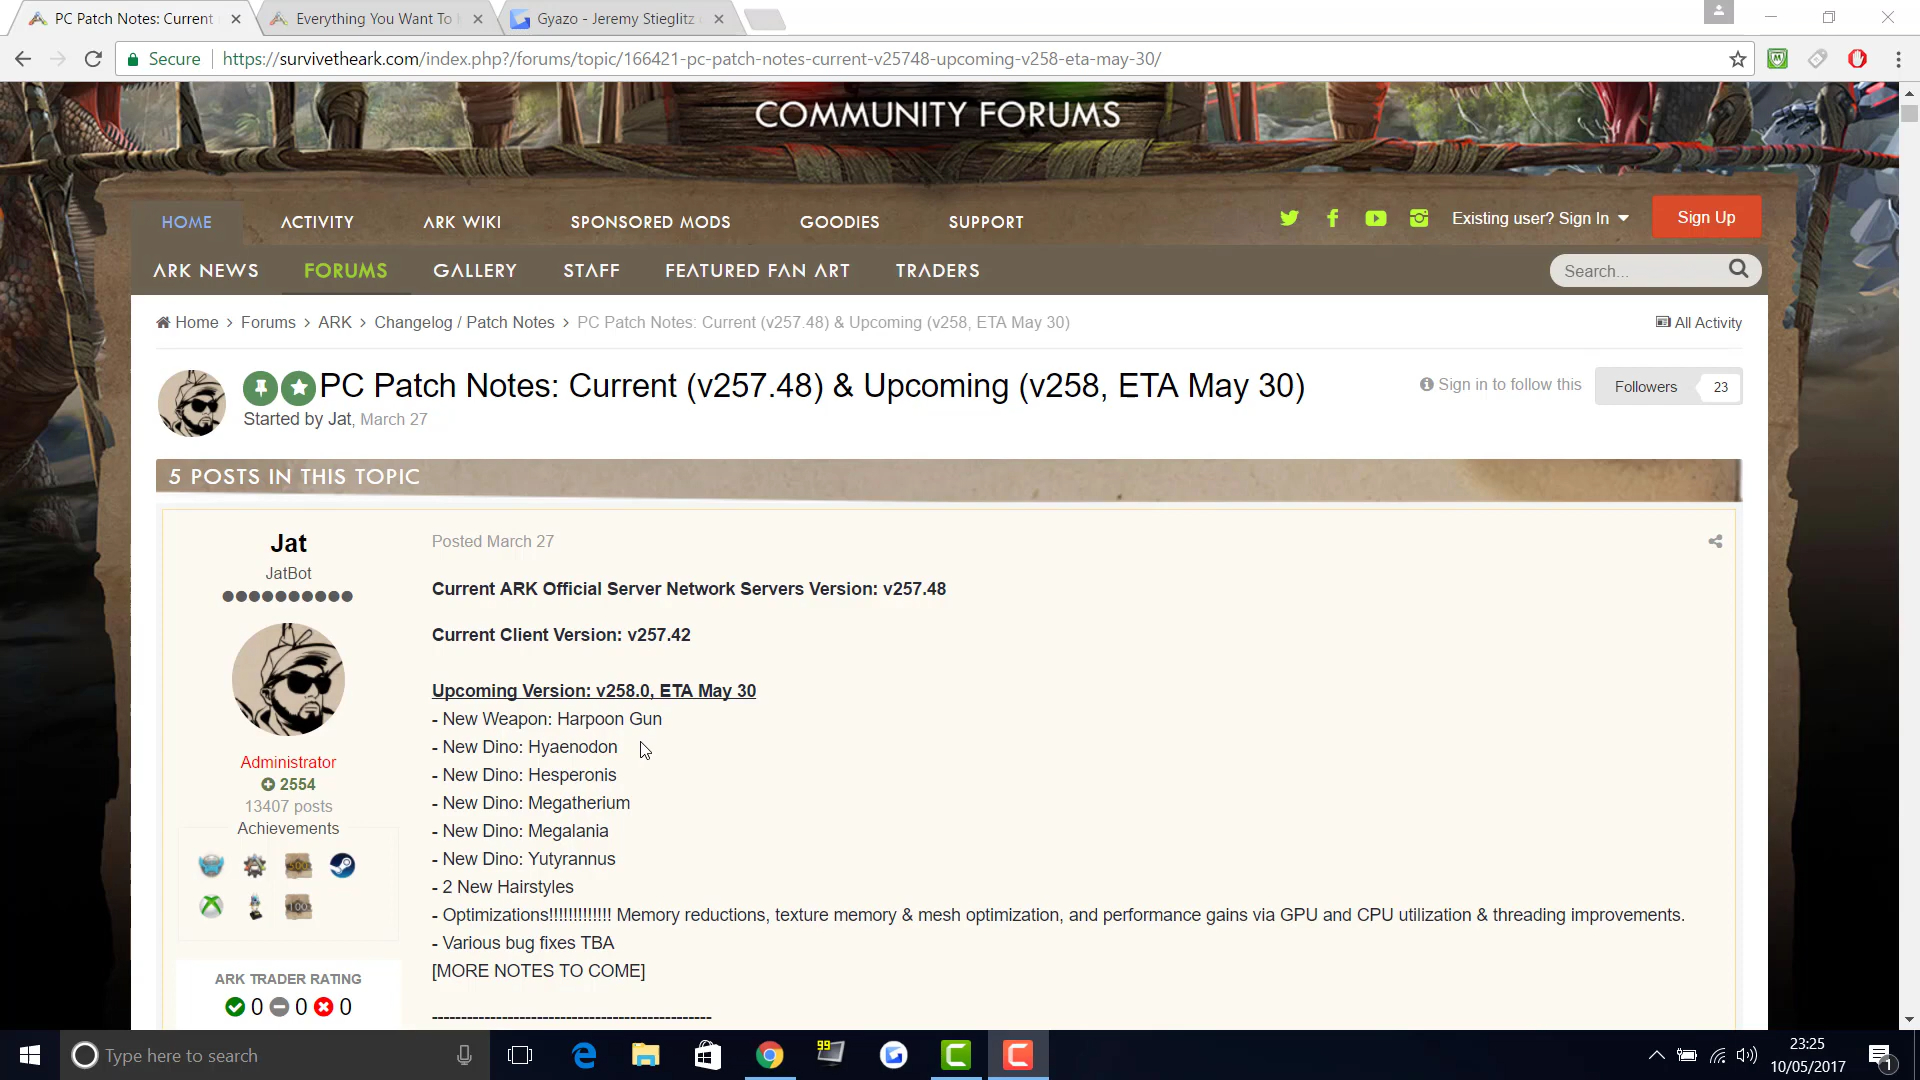 PC Patch Notes: Current
Everything You Want To
Gyazo - Jeremy Stieglitz
Secure
https://survivetheark.com/index.php?/forums/topic/166421-pc-patch-notes-current-v25748-upcoming-v258-eta-may-30/
COMMUNITY FORUMS
HOME ACTIVITY ARK WIKI SPONSORED MODS GOODIES SUPPORT
Existing user? Sign In
Sign Up
ARK NEWS FORUMS GALLERY STAFF FEATURED FAN ART TRADERS
Search...
Home > Forums > ARK > Changelog / Patch Notes > PC Patch Notes: Current (v257.48) & Upcoming (v258, ETA May 30)
All Activity
PC Patch Notes: Current (v257.48) & Upcoming (v258, ETA May 30)
Started by Jat, March 27
Sign in to follow this
Followers 23
5 POSTS IN THIS TOPIC
Jat
JatBot
Administrator
2554
13407 posts
Achievements
500
100
ARK TRADER RATING
0 0 0
Posted March 27
Current ARK Official Server Network Servers Version: v257.48
Current Client Version: v257.42
Upcoming Version: v258.0, ETA May 30
- New Weapon: Harpoon Gun
- New Dino: Hyaenodon
- New Dino: Hesperonis
- New Dino: Megatherium
- New Dino: Megalania
- New Dino: Yutyrannus
- 2 New Hairstyles
- Optimizations!!!!!!!!!!!!! Memory reductions, texture memory & mesh optimization, and performance gains via GPU and CPU utilization & threading improvements.
- Various bug fixes TBA
[MORE NOTES TO COME]
------------------------------------------------
Type here to search
99
23:25
10/05/2017
1